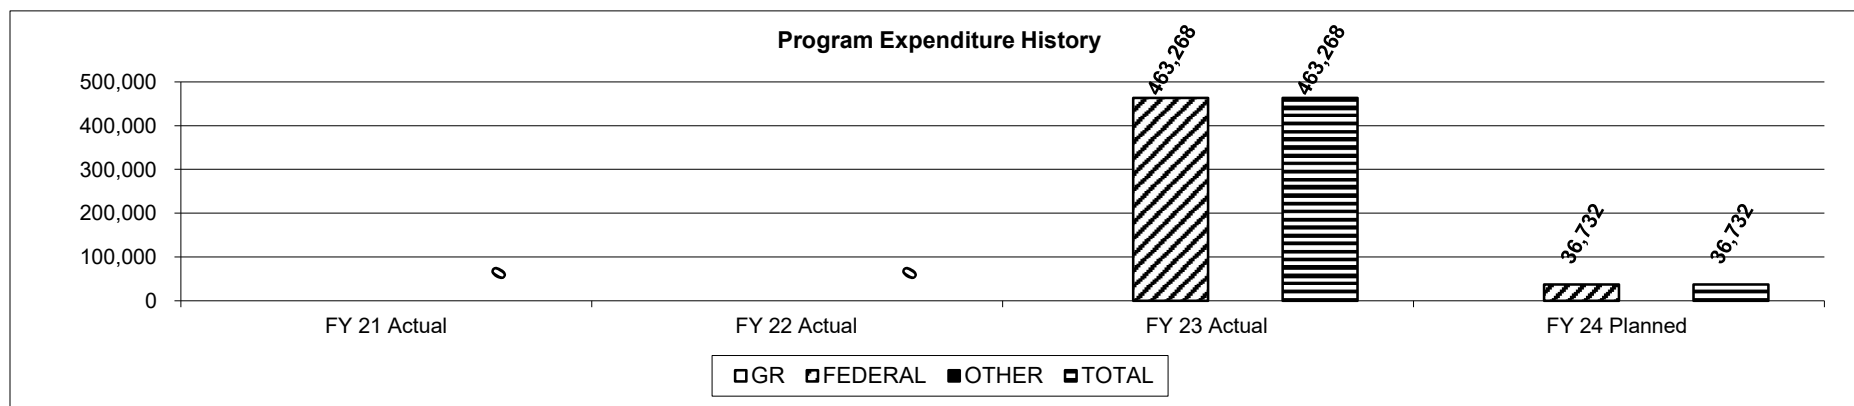 Program Expenditure History
500,000
400,000
300,000
200,000
100,000
0
0
0
463,268
463,268
36,732
36,732
FY 21 Actual
FY 22 Actual
FY 23 Actual
FY 24 Planned
GR FEDERAL OTHER TOTAL